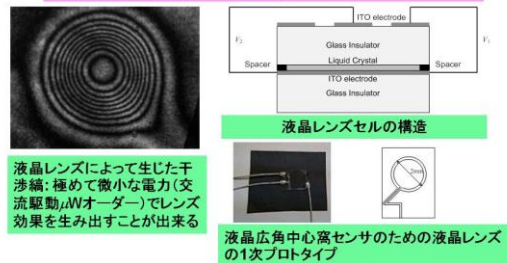 ITO electrode
Glass Insulator
Liquid Crystal
Spacer
Spacer
ITO electrode
Glass Insulator
V₂
V₁
液晶レンズセルの構造
液晶レンズによって生じた干
渉縞:極めて微小な電力(交
流駆動μWオーダー)でレンズ
効果を生み出すことが出来る
2mm
液晶広角中心窩センサのための液晶レンズ
の1次プロトタイプ